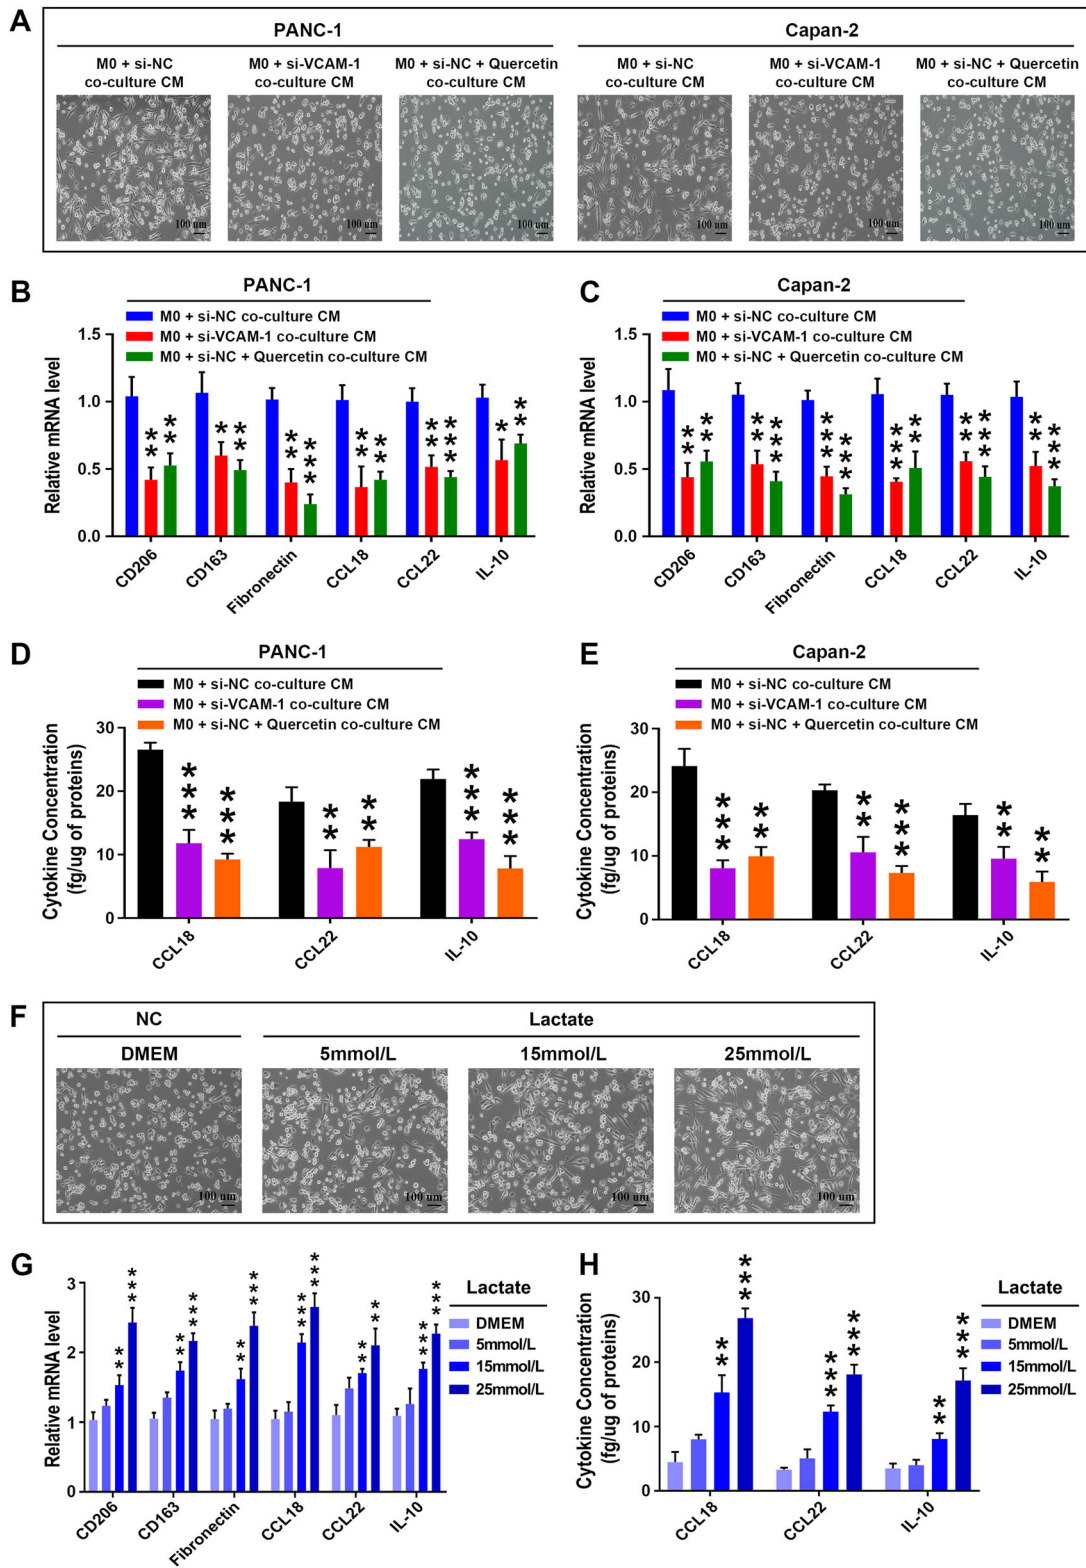 A
PANC-1
Capan-2
M0 + si-NC co-culture CM
M0 + si-VCAM-1 co-culture CM
M0 + si-NC + Quercetin co-culture CM
M0 + si-NC co-culture CM
M0 + si-VCAM-1 co-culture CM
M0 + si-NC + Quercetin co-culture CM
100 um
100 um
100 um
100 um
100 um
100 um
B
PANC-1
M0 + si-NC co-culture CM
M0 + si-VCAM-1 co-culture CM
M0 + si-NC + Quercetin co-culture CM
Relative mRNA level
1.5
1.0
0.5
0.0
** ** * ** ** *** ** ** ** *** * **
CD206
CD163
Fibronectin
CCL18
CCL22
IL-10
C
Capan-2
M0 + si-NC co-culture CM
M0 + si-VCAM-1 co-culture CM
M0 + si-NC + Quercetin co-culture CM
Relative mRNA level
1.5
1.0
0.5
0.0
** ** ** *** *** *** *** ** ** *** ** ***
CD206
CD163
Fibronectin
CCL18
CCL22
IL-10
D
PANC-1
M0 + si-NC co-culture CM
M0 + si-VCAM-1 co-culture CM
M0 + si-NC + Quercetin co-culture CM
Cytokine Concentration
(fg/ug of proteins)
30
20
10
0
*** *** ** ** *** ***
CCL18
CCL22
IL-10
E
Capan-2
M0 + si-NC co-culture CM
M0 + si-VCAM-1 co-culture CM
M0 + si-NC + Quercetin co-culture CM
Cytokine Concentration
(fg/ug of proteins)
30
20
10
0
*** ** ** *** ** **
CCL18
CCL22
IL-10
F
NC
Lactate
DMEM
5mmol/L
15mmol/L
25mmol/L
100 um
100 um
100 um
100 um
G
Relative mRNA level
3
2
1
0
** *** ** *** ** *** *** *** ** ** *** ***
CD206
CD163
Fibronectin
CCL18
CCL22
IL-10
Lactate
DMEM
5mmol/L
15mmol/L
25mmol/L
H
Cytokine Concentration
(fg/ug of proteins)
30
20
10
0
** *** *** *** ** ***
CCL18
CCL22
IL-10
Lactate
DMEM
5mmol/L
15mmol/L
25mmol/L